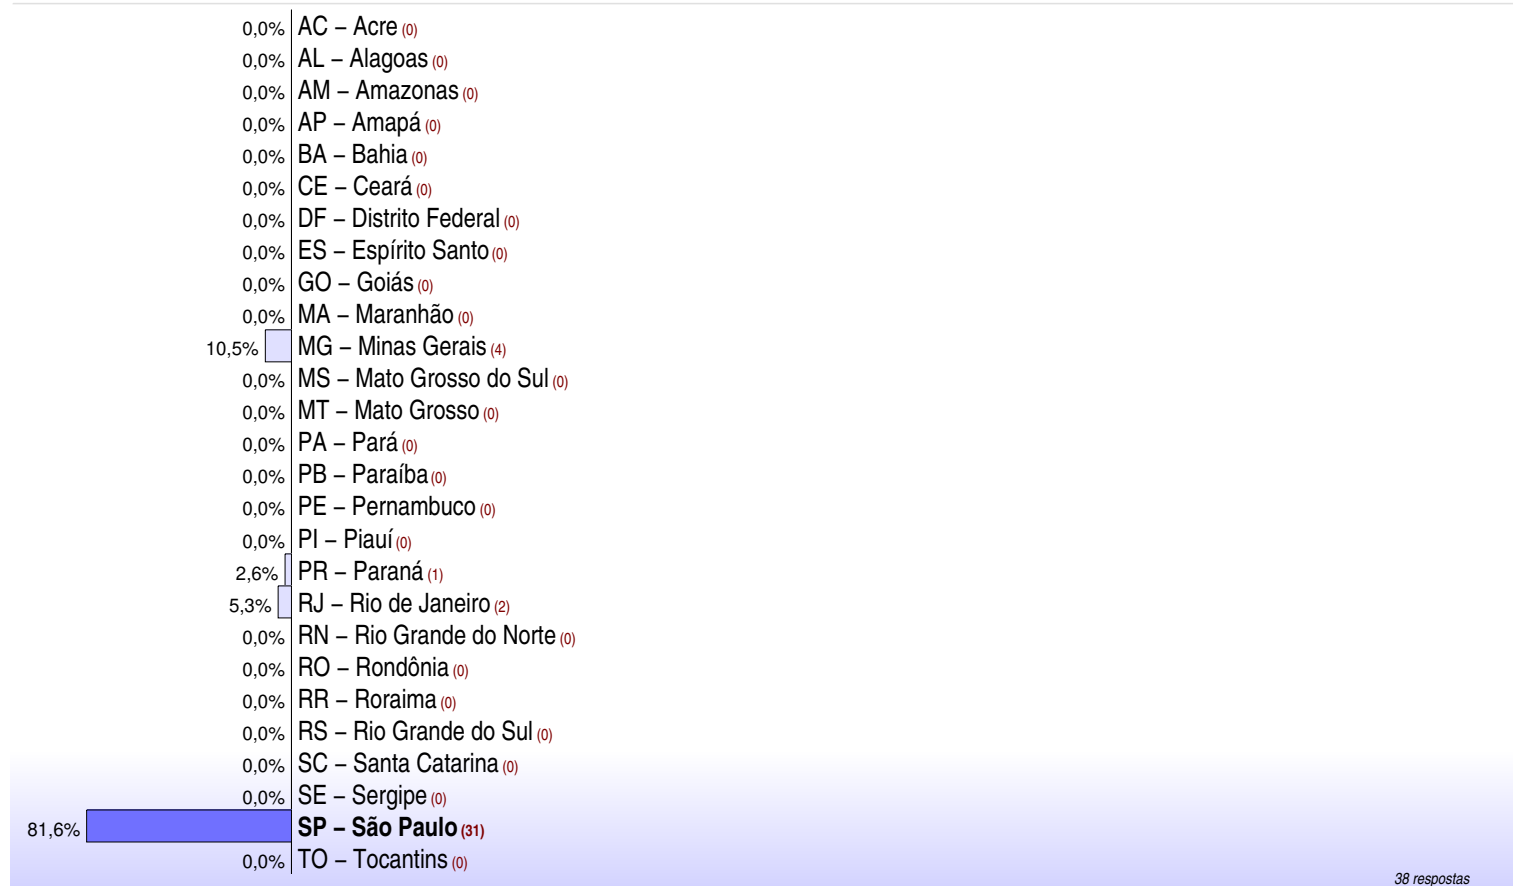 0,0% AC – Acre (0)
0,0% AL – Alagoas (0)
0,0% AM – Amazonas (0)
0,0% AP – Amapá (0)
0,0% BA – Bahia (0)
0,0% CE – Ceará (0)
0,0% DF – Distrito Federal (0)
0,0% ES – Espírito Santo (0)
0,0% GO – Goiás (0)
0,0% MA – Maranhão (0)
10,5% MG – Minas Gerais (4)
0,0% MS – Mato Grosso do Sul (0)
0,0% MT – Mato Grosso (0)
0,0% PA – Pará (0)
0,0% PB – Paraíba (0)
0,0% PE – Pernambuco (0)
0,0% PI – Piauí (0)
2,6% PR – Paraná (1)
5,3% RJ – Rio de Janeiro (2)
0,0% RN – Rio Grande do Norte (0)
0,0% RO – Rondônia (0)
0,0% RR – Roraima (0)
0,0% RS – Rio Grande do Sul (0)
0,0% SC – Santa Catarina (0)
0,0% SE – Sergipe (0)
81,6% SP – São Paulo (31)
0,0% TO – Tocantins (0)
38 respostas